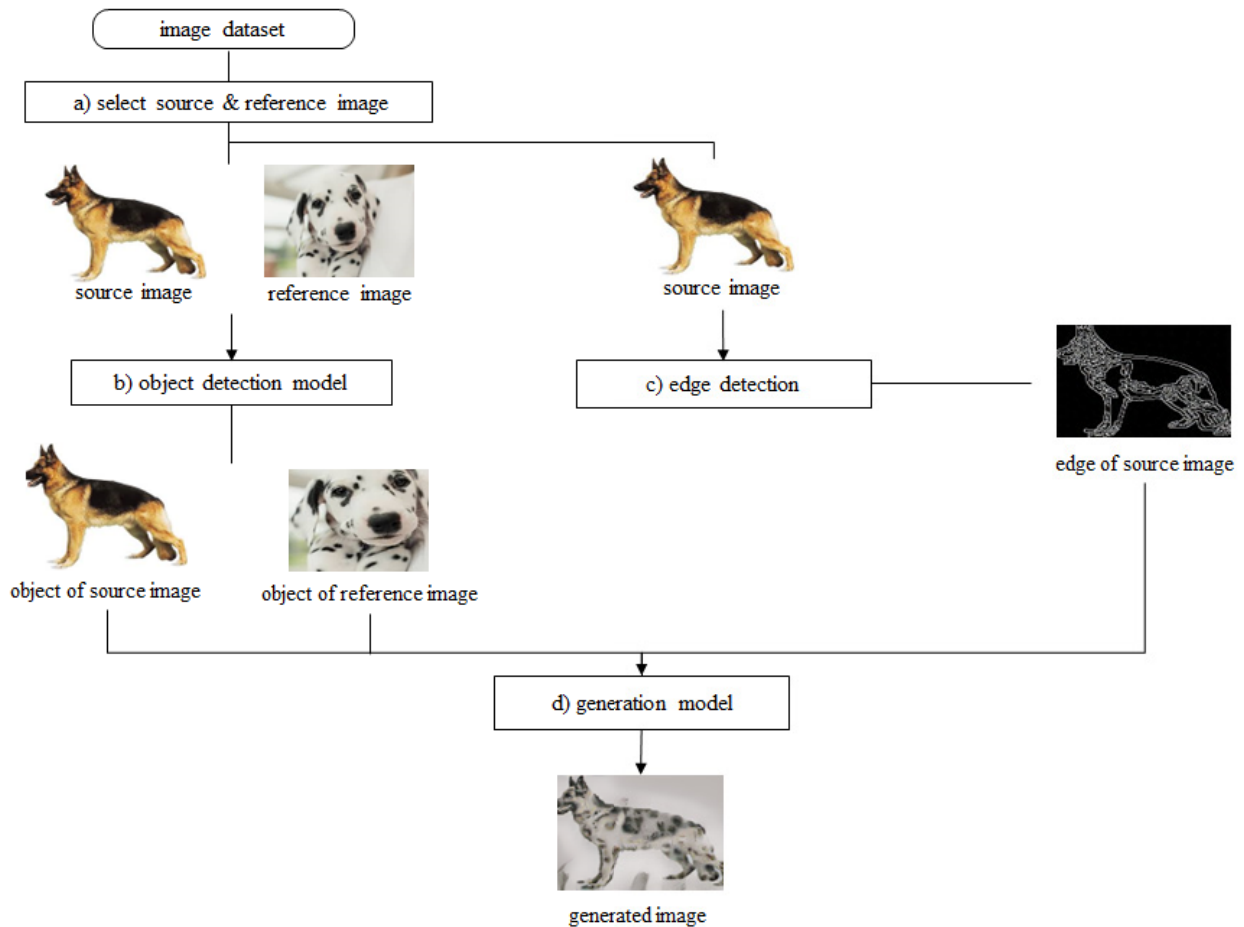 image dataset
a) select source & reference image
source image
reference image
source image
b) object detection model
c) edge detection
edge of source image
object of source image
object of reference image
d) generation model
generated image